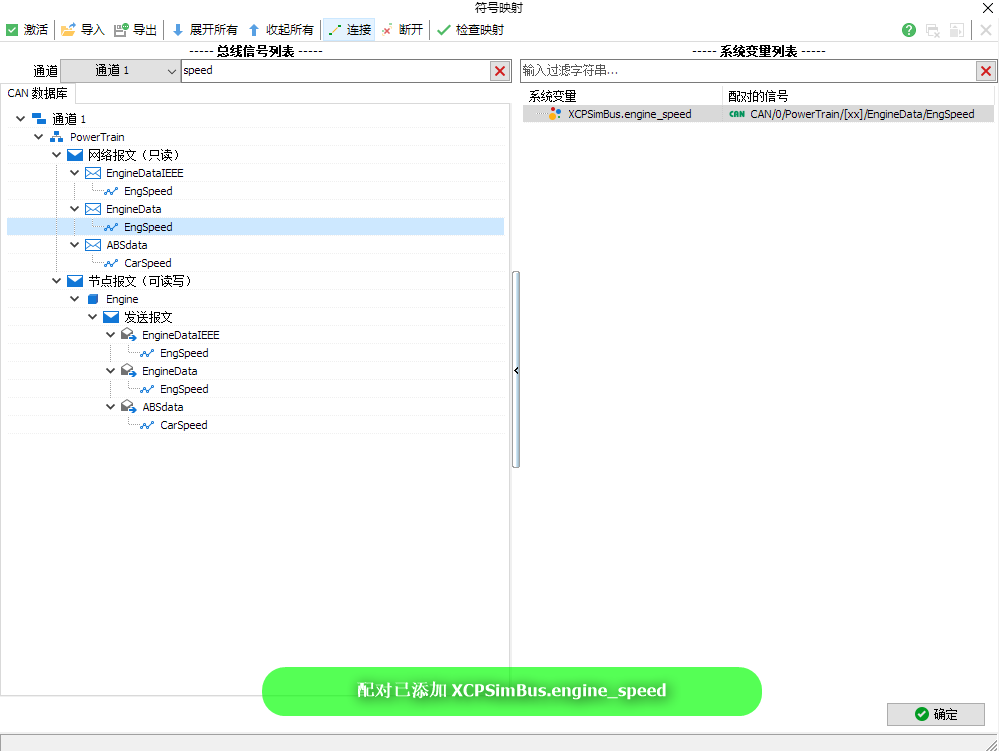 符号映射
激活 导入 导出 展开所有 收起所有 连接 断开 检查映射
----- 总线信号列表 -----
----- 系统变量列表 -----
通道 通道 1 speed
输入过滤字符串...
CAN 数据库
系统变量 配对的信号
XCPSimBus.engine_speed CAN CAN/0/PowerTrain/[xx]/EngineData/EngSpeed
通道 1
PowerTrain
网络报文（只读）
EngineDataIEEE
EngSpeed
EngineData
EngSpeed
ABSdata
CarSpeed
节点报文（可读写）
Engine
发送报文
EngineDataIEEE
EngSpeed
EngineData
EngSpeed
ABSdata
CarSpeed
配对已添加 XCPSimBus.engine_speed
确定